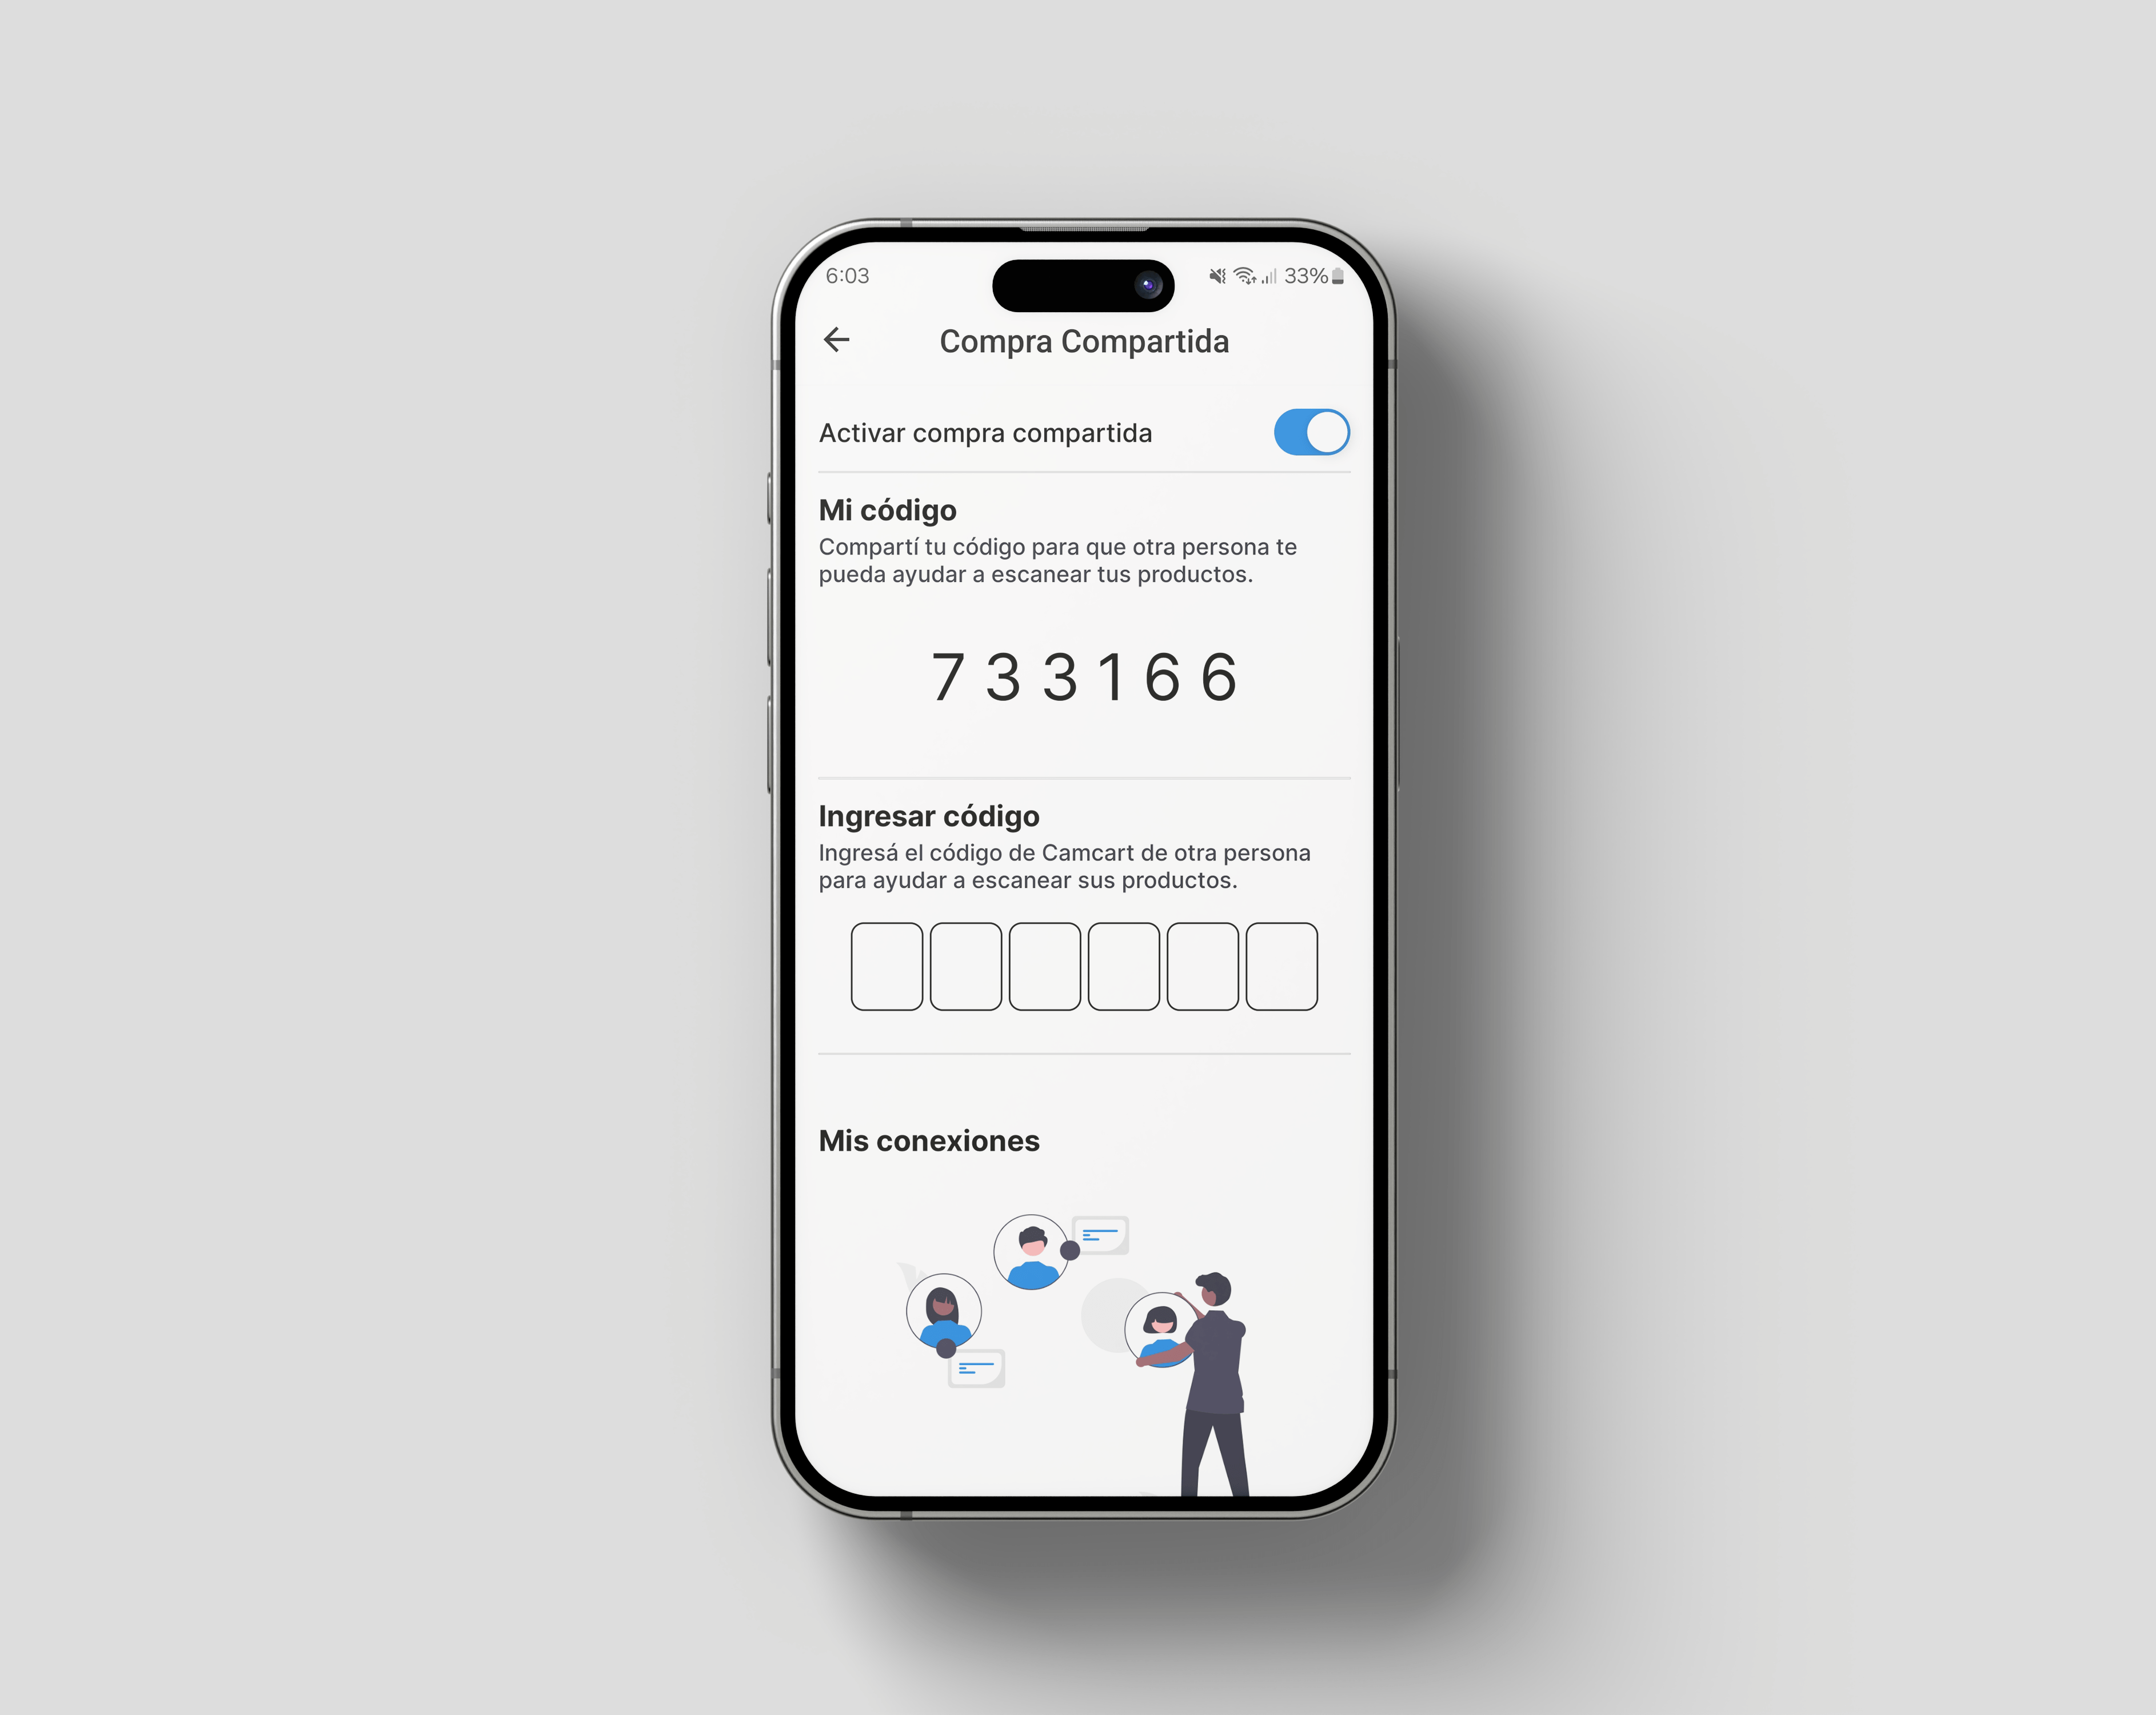 6:03
33%
Compra Compartida
Activar compra compartida
Mi código
Compartí tu código para que otra persona te
pueda ayudar a escanear tus productos.
7 3 3 1 6 6
Ingresar código
Ingresá el código de Camcart de otra persona
para ayudar a escanear sus productos.
Mis conexiones